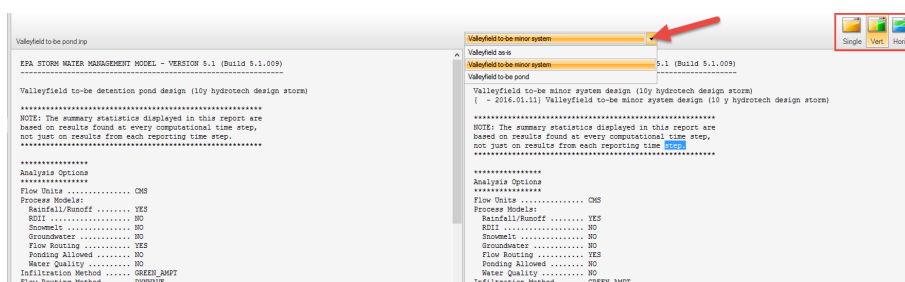 Valleyfield to-be pond.inp
EPA STORM WATER MANAGEMENT MODEL - VERSION 5.1 (Build 5.1.009)
--------------------------------------------------------------
Valleyfield to-be detention pond design (10y hydrotech design storm)
*********************************************************
NOTE: The summary statistics displayed in this report are
based on results found at every computational time step,
not just on results from each reporting time step.
*********************************************************
****************
Analysis Options
****************
Flow Units ............... CMS
Process Models:
Rainfall/Runoff ........ YES
RDII ................... NO
Snowmelt ............... NO
Groundwater ............ NO
Flow Routing ........... YES
Ponding Allowed ........ NO
Water Quality .......... NO
Infiltration Method ...... GREEN_AMPT
Flow Routing Method ...... DYNWAVE
Valleyfield to-be minor system
Valleyfield as-is
Valleyfield to-be minor system
Valleyfield to-be pond
Single Vert. Hori
5.1 (Build 5.1.009)
Valleyfield to-be minor system design (10y hydrotech design storm)
( - 2016.01.11) Valleyfield to-be minor system design (10 y hydrotech design storm)
*********************************************************
NOTE: The summary statistics displayed in this report are
based on results found at every computational time step,
not just on results from each reporting time step.
*********************************************************
****************
Analysis Options
****************
Flow Units ............... CMS
Process Models:
Rainfall/Runoff ........ YES
RDII ................... NO
Snowmelt ............... NO
Groundwater ............ NO
Flow Routing ........... YES
Ponding Allowed ........ NO
Water Quality .......... NO
Infiltration Method ...... GREEN_AMPT